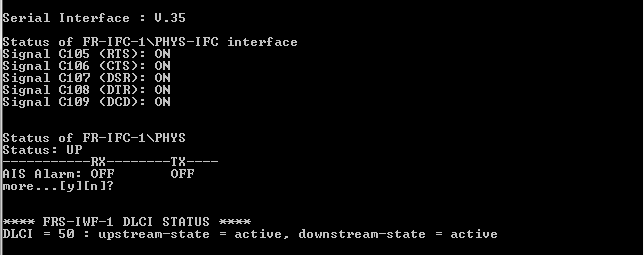 Serial Interface : V.35
Status of FR-IFC-1\PHYS-IFC interface
Signal C105 (RTS): ON
Signal C106 (CTS): ON
Signal C107 (DSR): ON
Signal C108 (DTR): ON
Signal C109 (DCD): ON
Status of FR-IFC-1\PHYS
Status: UP
-----------RX--------TX----
AIS Alarm: OFF       OFF
more...[y][n]?
**** FRS-IWF-1 DLCI STATUS ****
DLCI = 50 : upstream-state = active, downstream-state = active